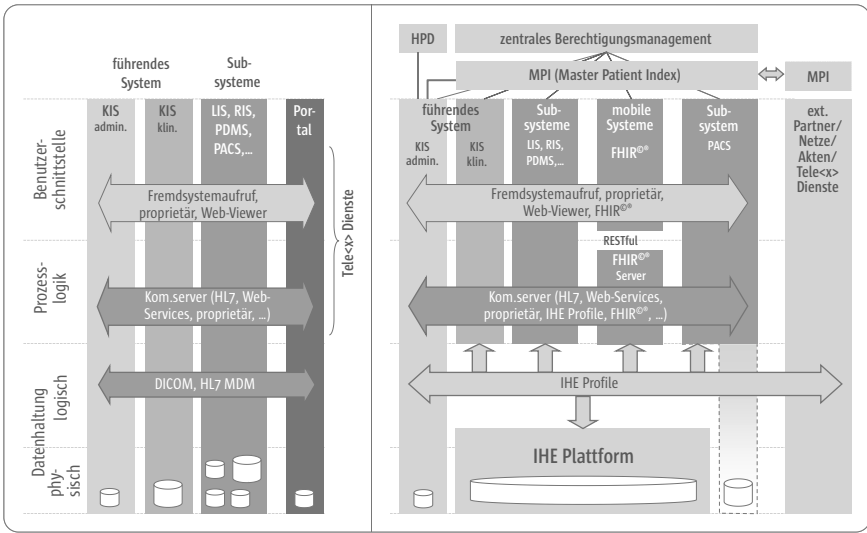 führendes
System
Sub-
systeme
KIS
admin.
KIS
klin.
LIS, RIS,
PDMS,
PACS,...
Por-
tal
Benutzer-
schnittstelle
Fremdsystemaufruf,
proprietär, Web-Viewer
Tele<x> Dienste
Prozess-
logik
Kom.server (HL7, Web-
Services, proprietär, ...)
Datenhaltung
logisch
DICOM, HL7 MDM
phy-
sisch
HPD
zentrales Berechtigungsmanagement
MPI (Master Patient Index)
MPI
führendes
System
KIS
admin.
KIS
klin.
Sub-
systeme
LIS, RIS,
PDMS,...
mobile
Systeme
FHIR©®
Sub-
system
PACS
ext.
Partner/
Netze/
Akten/
Tele<x>
Dienste
Fremdsystemaufruf, proprietär,
Web-Viewer, FHIR©®
RESTful
FHIR©®
Server
Kom.server (HL7, Web-Services,
proprietär, IHE Profile, FHIR©®, ...)
IHE Profile
IHE Plattform